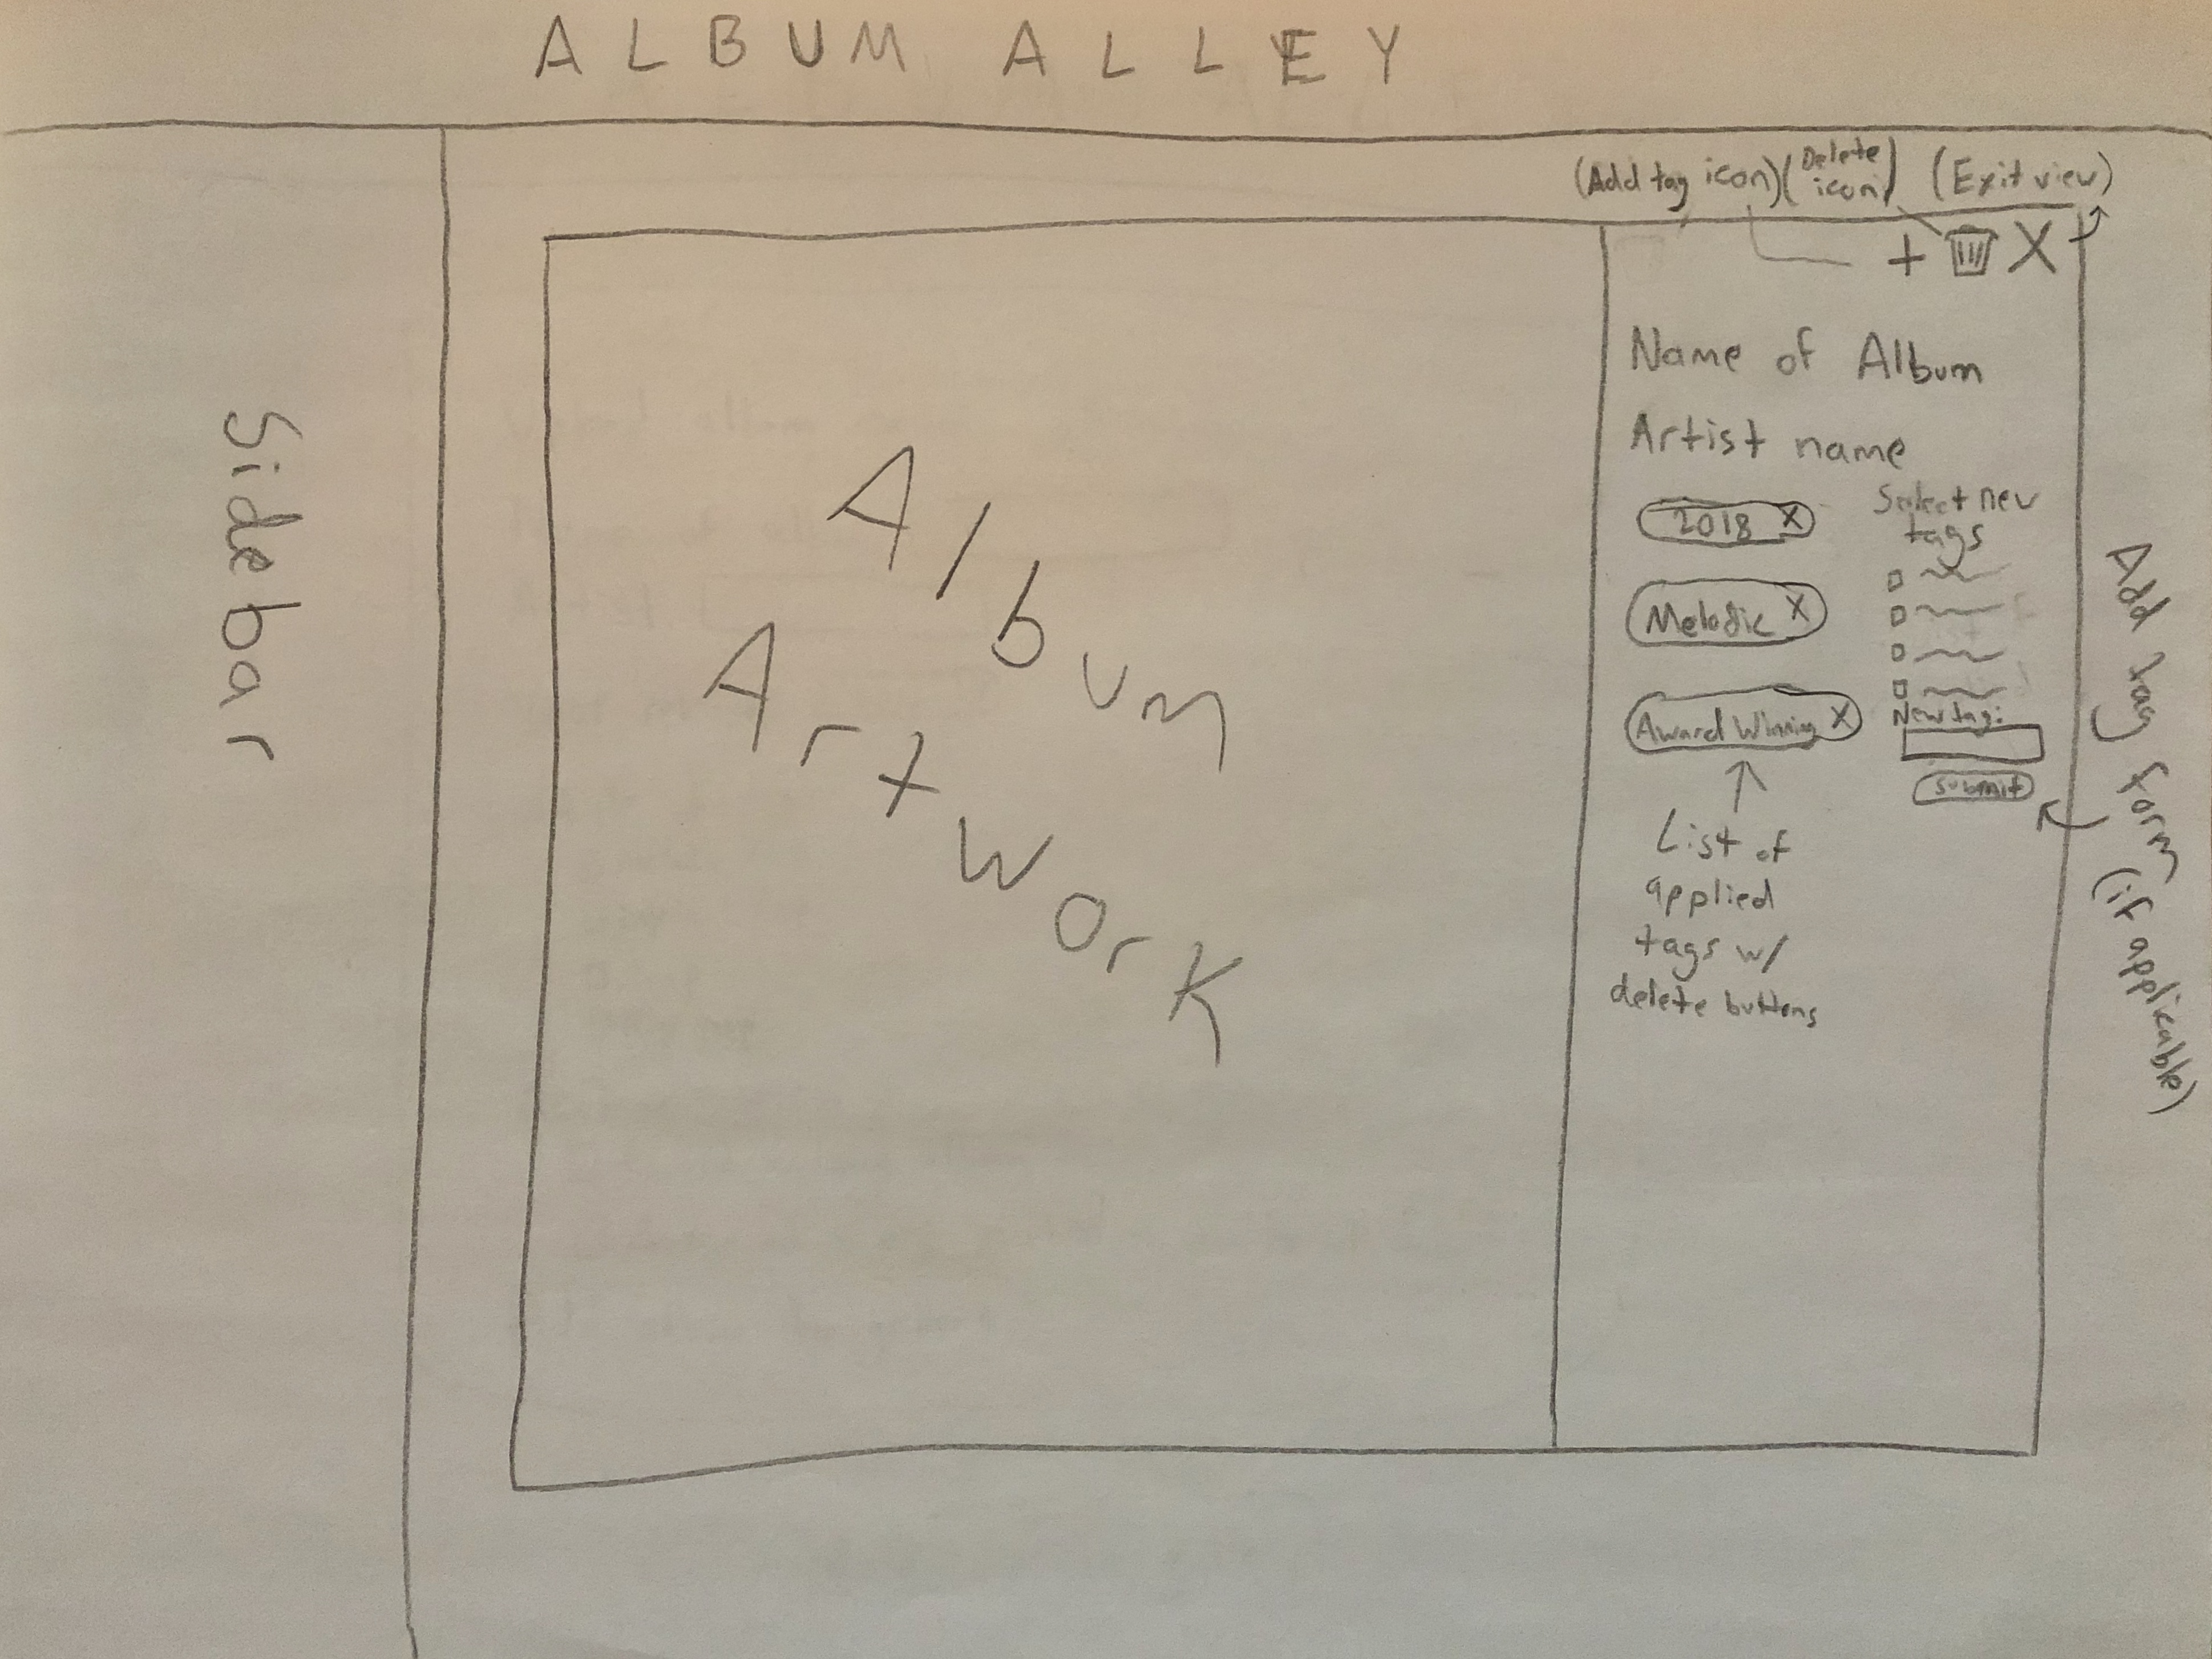 ALBUM ALLEY
(Add tag icon)
(Delete
icon)
(Exit view)
+ X
Sidebar
Album
Artwork
Name of Album
Artist name
2018 X
Melodic X
Award Winning X
List of
applied
tags w/
delete buttons
Select new
tags
New tag:
submit
Add tag form (if applicable)